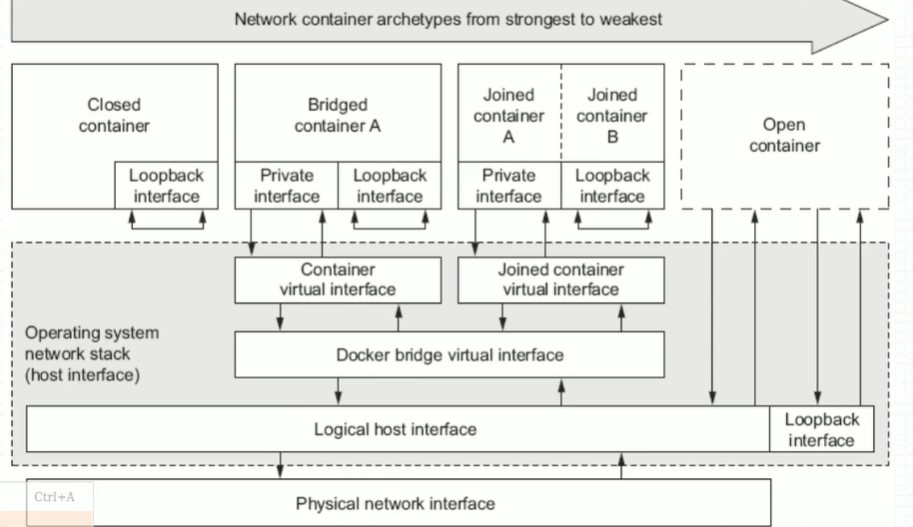 Network container archetypes from strongest to weakest
Closed
container
Loopback
interface
Bridged
container A
Private
interface
Loopback
interface
Joined
container
A
Joined
container
B
Private
interface
Loopback
interface
Open
container
Container
virtual interface
Joined container
virtual interface
Operating system
network stack
(host interface)
Docker bridge virtual interface
Logical host interface
Loopback
interface
Ctrl+A
Physical network interface